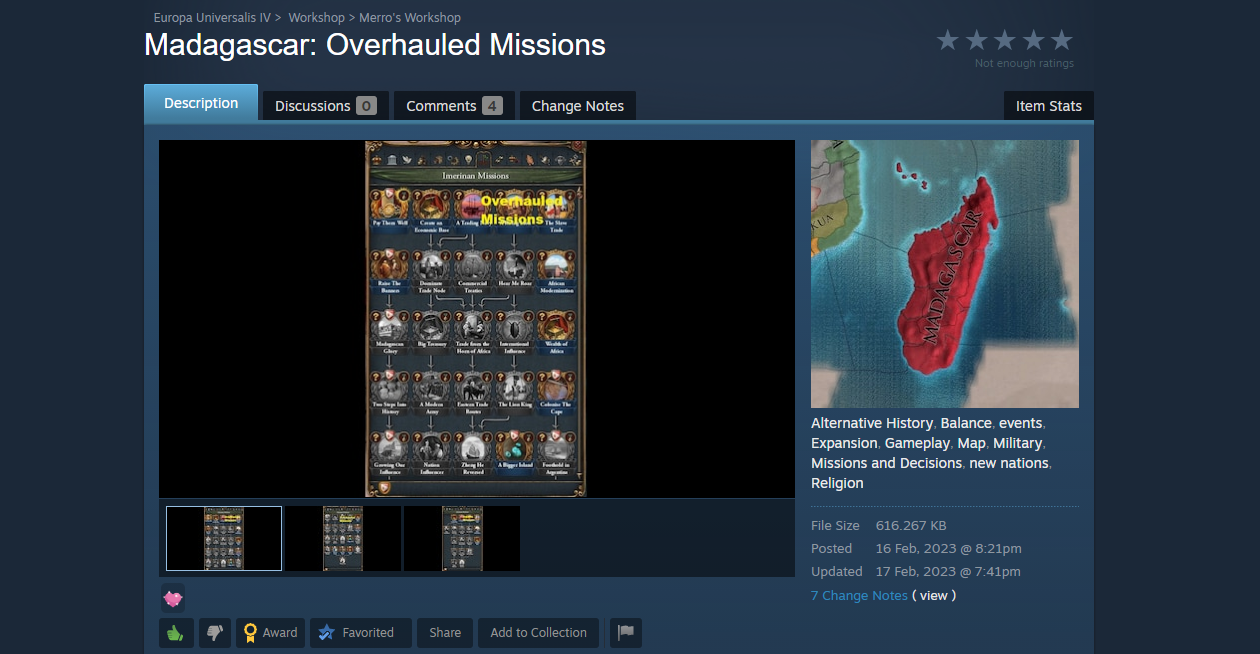 Europa Universalis IV > Workshop > Merro's Workshop
Madagascar: Overhauled Missions
Not enough ratings
Description
Discussions 0
Comments 4
Change Notes
Item Stats
Imerinan Missions
Overhauled
Missions
Pay Them Well
Create an
Economic Base
A Trading
The Slave
Trade
Raise The
Banners
Dominate
Trade Node
Commercial
Treaties
Hear Me Roar
African
Modernization
Madagascan
Glory
Big Treasury
Trade from the
Horn of Africa
International
Influence
Wealth of
Africa
Two Steps Into
History
A Modern
Army
Eastern Trade
Routes
The Lion King
Colonize The
Cape
Growing Our
Influence
Nation
Influencer
Zheng He
Reversed
A Bigger Island
Foothold in
Argentina
KUA
MADAGASCAR
Alternative History, Balance, events,
Expansion, Gameplay, Map, Military,
Missions and Decisions, new nations,
Religion
File Size 616.267 KB
Posted 16 Feb, 2023 @ 8:21pm
Updated 17 Feb, 2023 @ 7:41pm
7 Change Notes ( view )
Award
Favorited
Share
Add to Collection